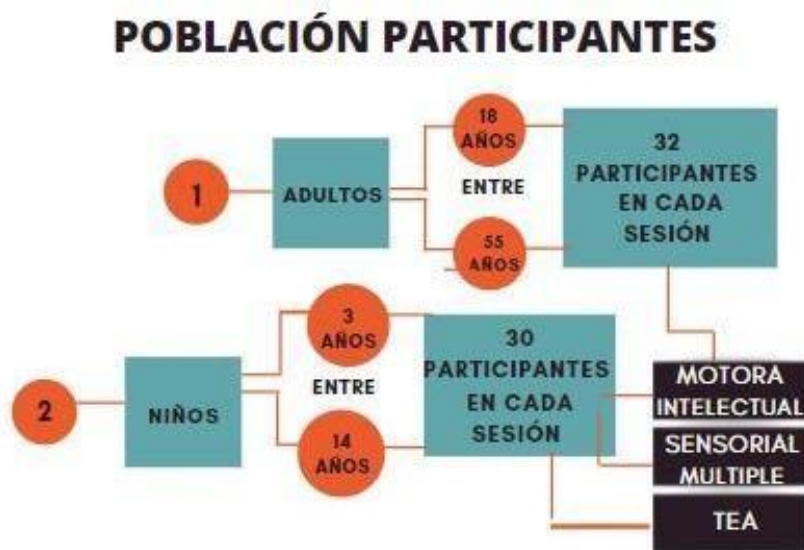 POBLACIÓN PARTICIPANTES
1
ADULTOS
18
AÑOS
ENTRE
55
AÑOS
32
PARTICIPANTES
EN CADA
SESIÓN
2
NIÑOS
3
AÑOS
ENTRE
14
AÑOS
30
PARTICIPANTES
EN CADA
SESIÓN
MOTORA
INTELECTUAL
SENSORIAL
MULTIPLE
TEA